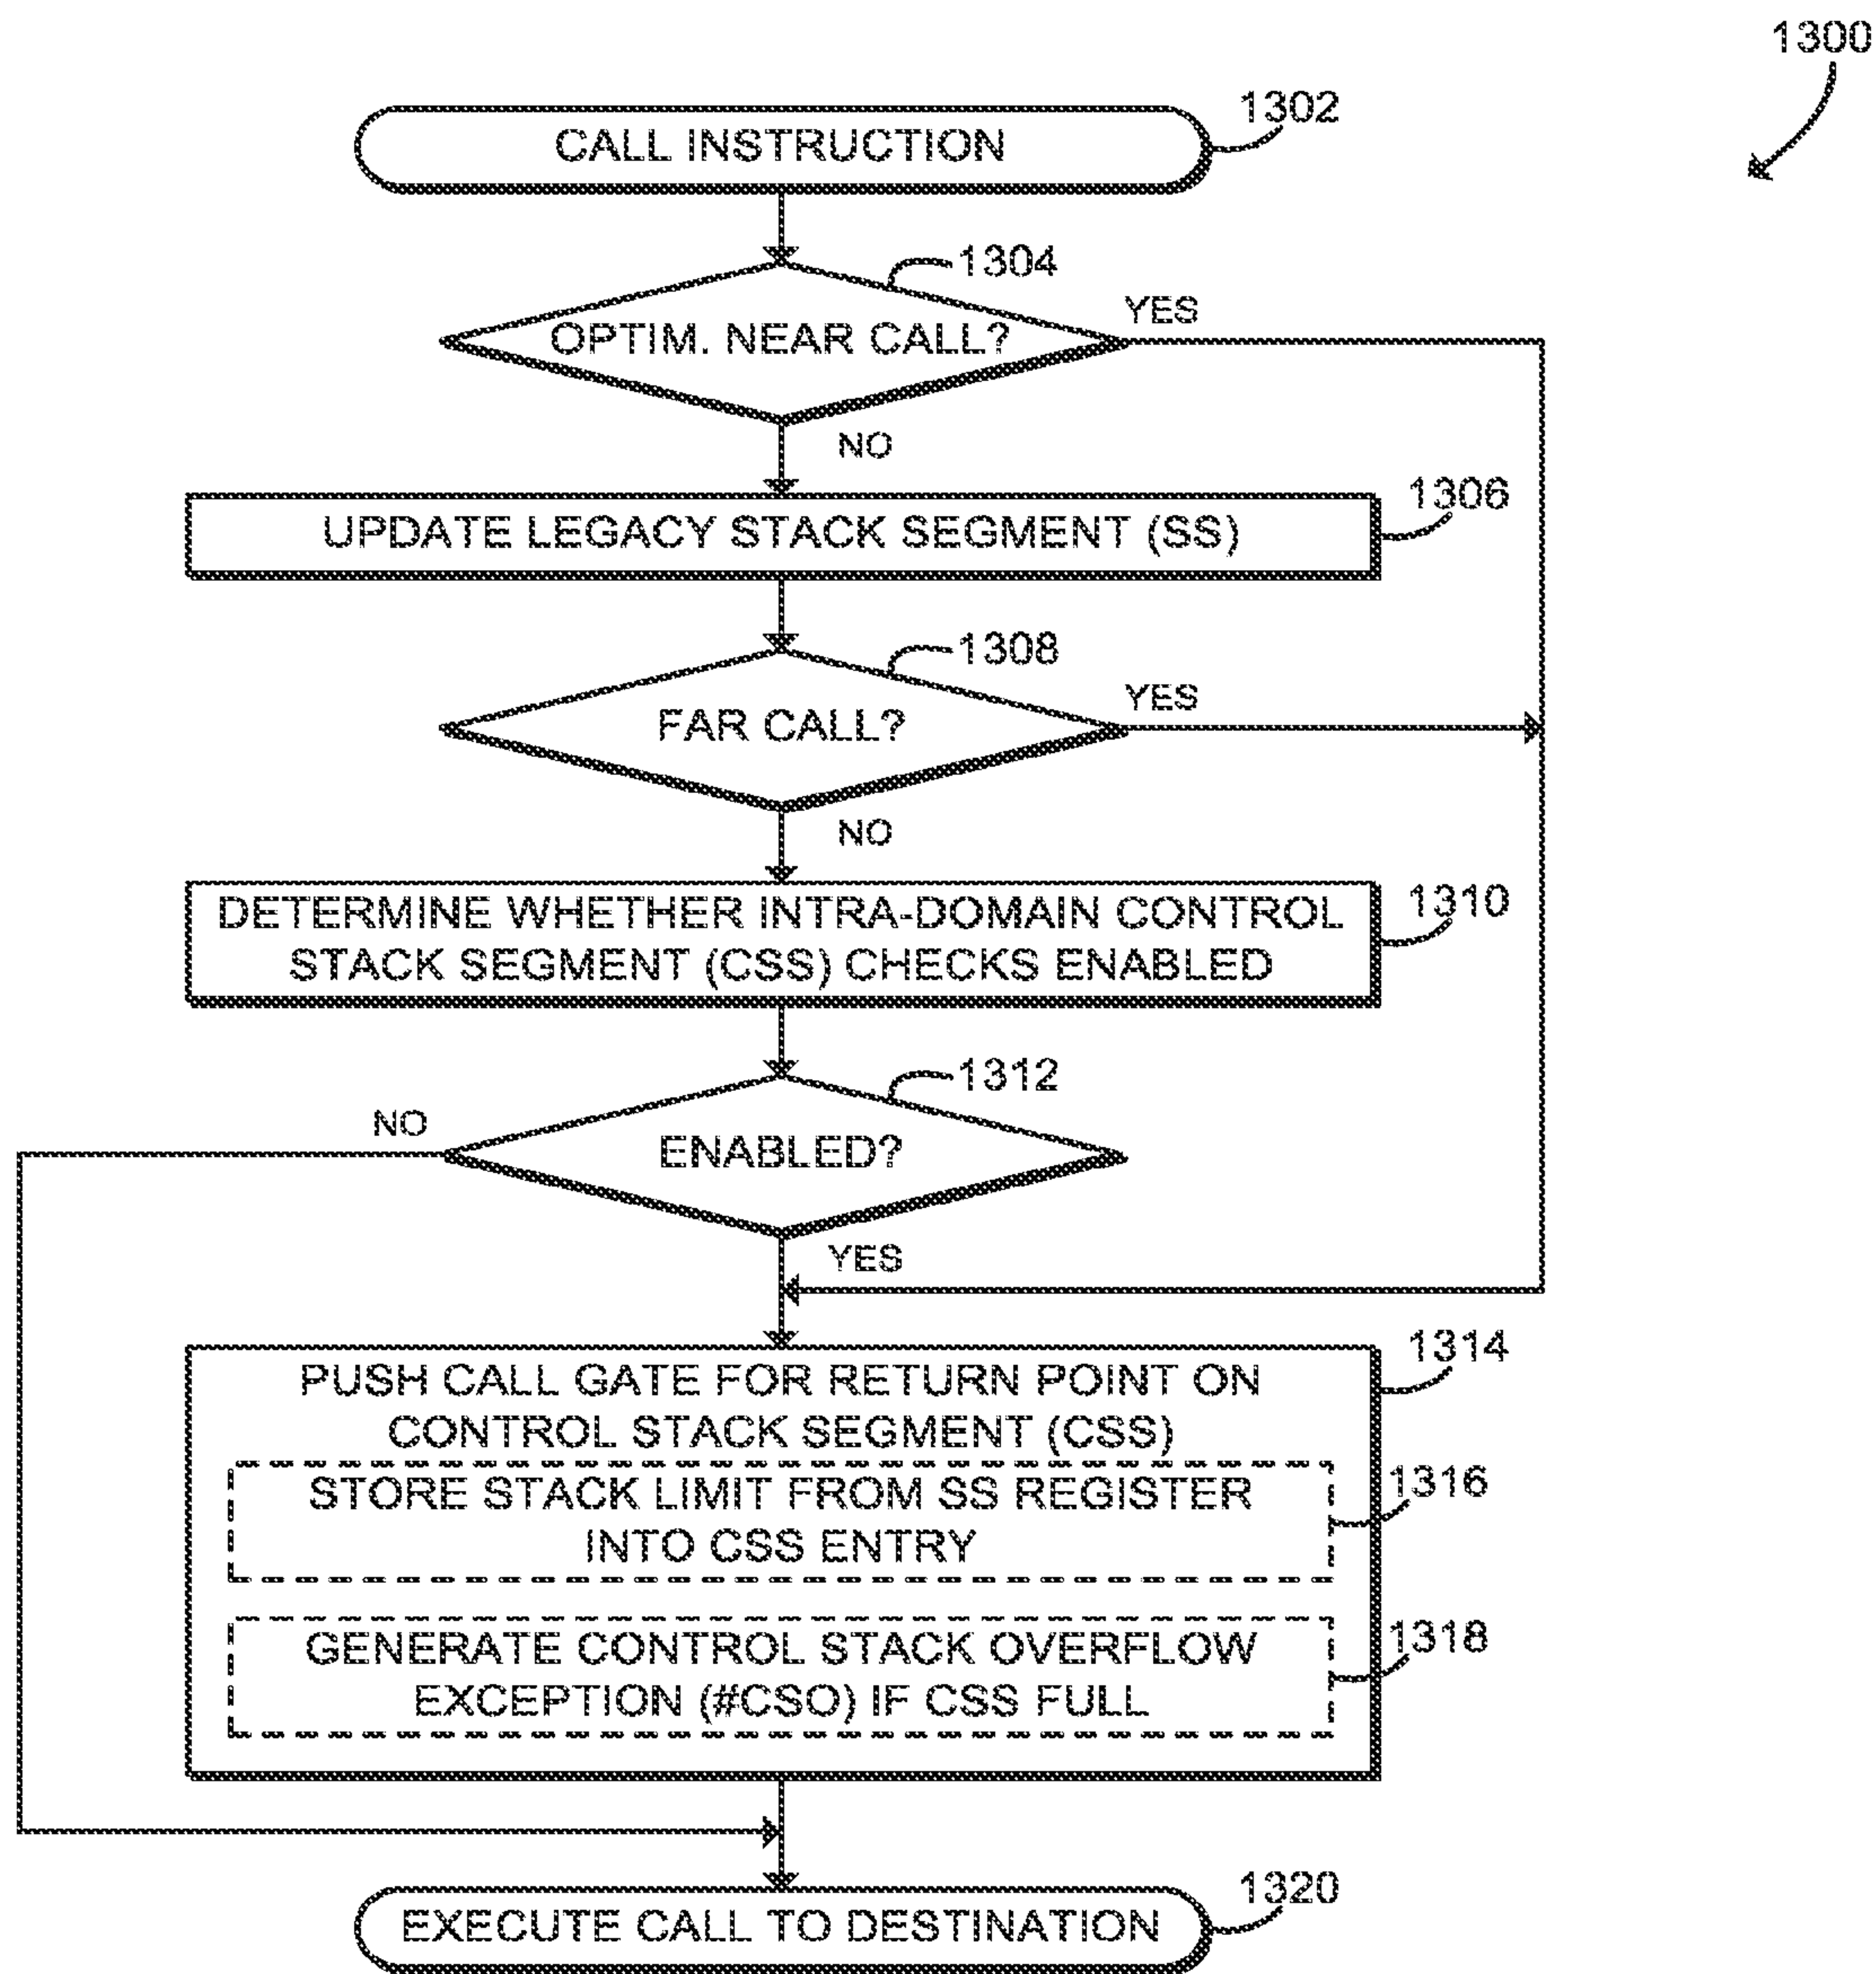 1300
CALL INSTRUCTION
1302
1304
OPTIM. NEAR CALL?
YES
NO
UPDATE LEGACY STACK SEGMENT (SS)
1306
1308
FAR CALL?
YES
NO
DETERMINE WHETHER INTRA-DOMAIN CONTROL
STACK SEGMENT (CSS) CHECKS ENABLED
1310
1312
NO
ENABLED?
YES
1314
PUSH CALL GATE FOR RETURN POINT ON
CONTROL STACK SEGMENT (CSS)
STORE STACK LIMIT FROM SS REGISTER
INTO CSS ENTRY
1316
GENERATE CONTROL STACK OVERFLOW
EXCEPTION (#CSO) IF CSS FULL
1318
EXECUTE CALL TO DESTINATION
1320